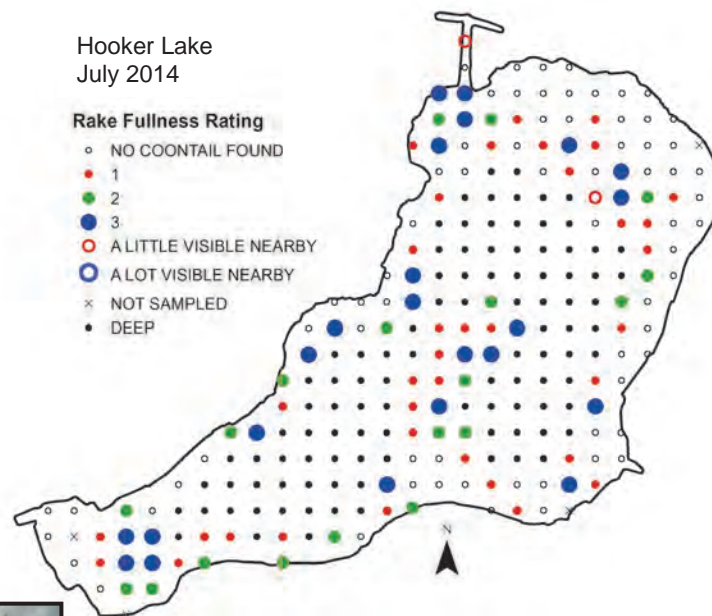 Hooker Lake
July 2014
Rake Fullness Rating
NO COONTAIL FOUND
1
2
3
A LITTLE VISIBLE NEARBY
A LOT VISIBLE NEARBY
NOT SAMPLED
DEEP
N